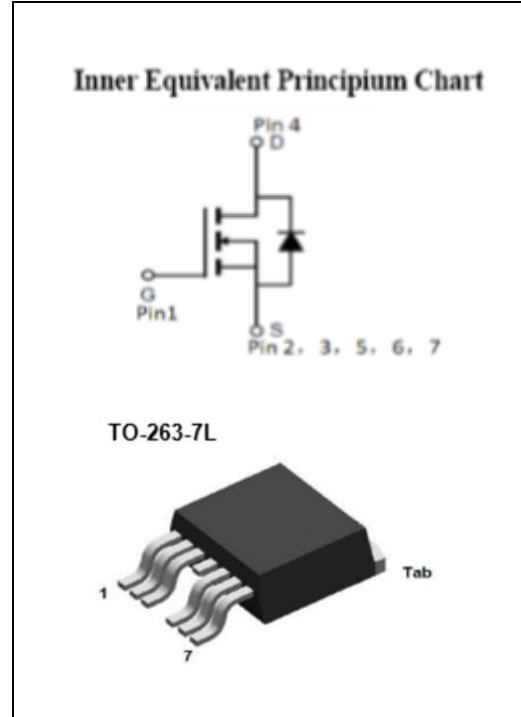 Inner Equivalent Principium Chart
Pin 4
D
G
Pin1
S
Pin 2, 3, 5, 6, 7
TO-263-7L
Tab
1
7